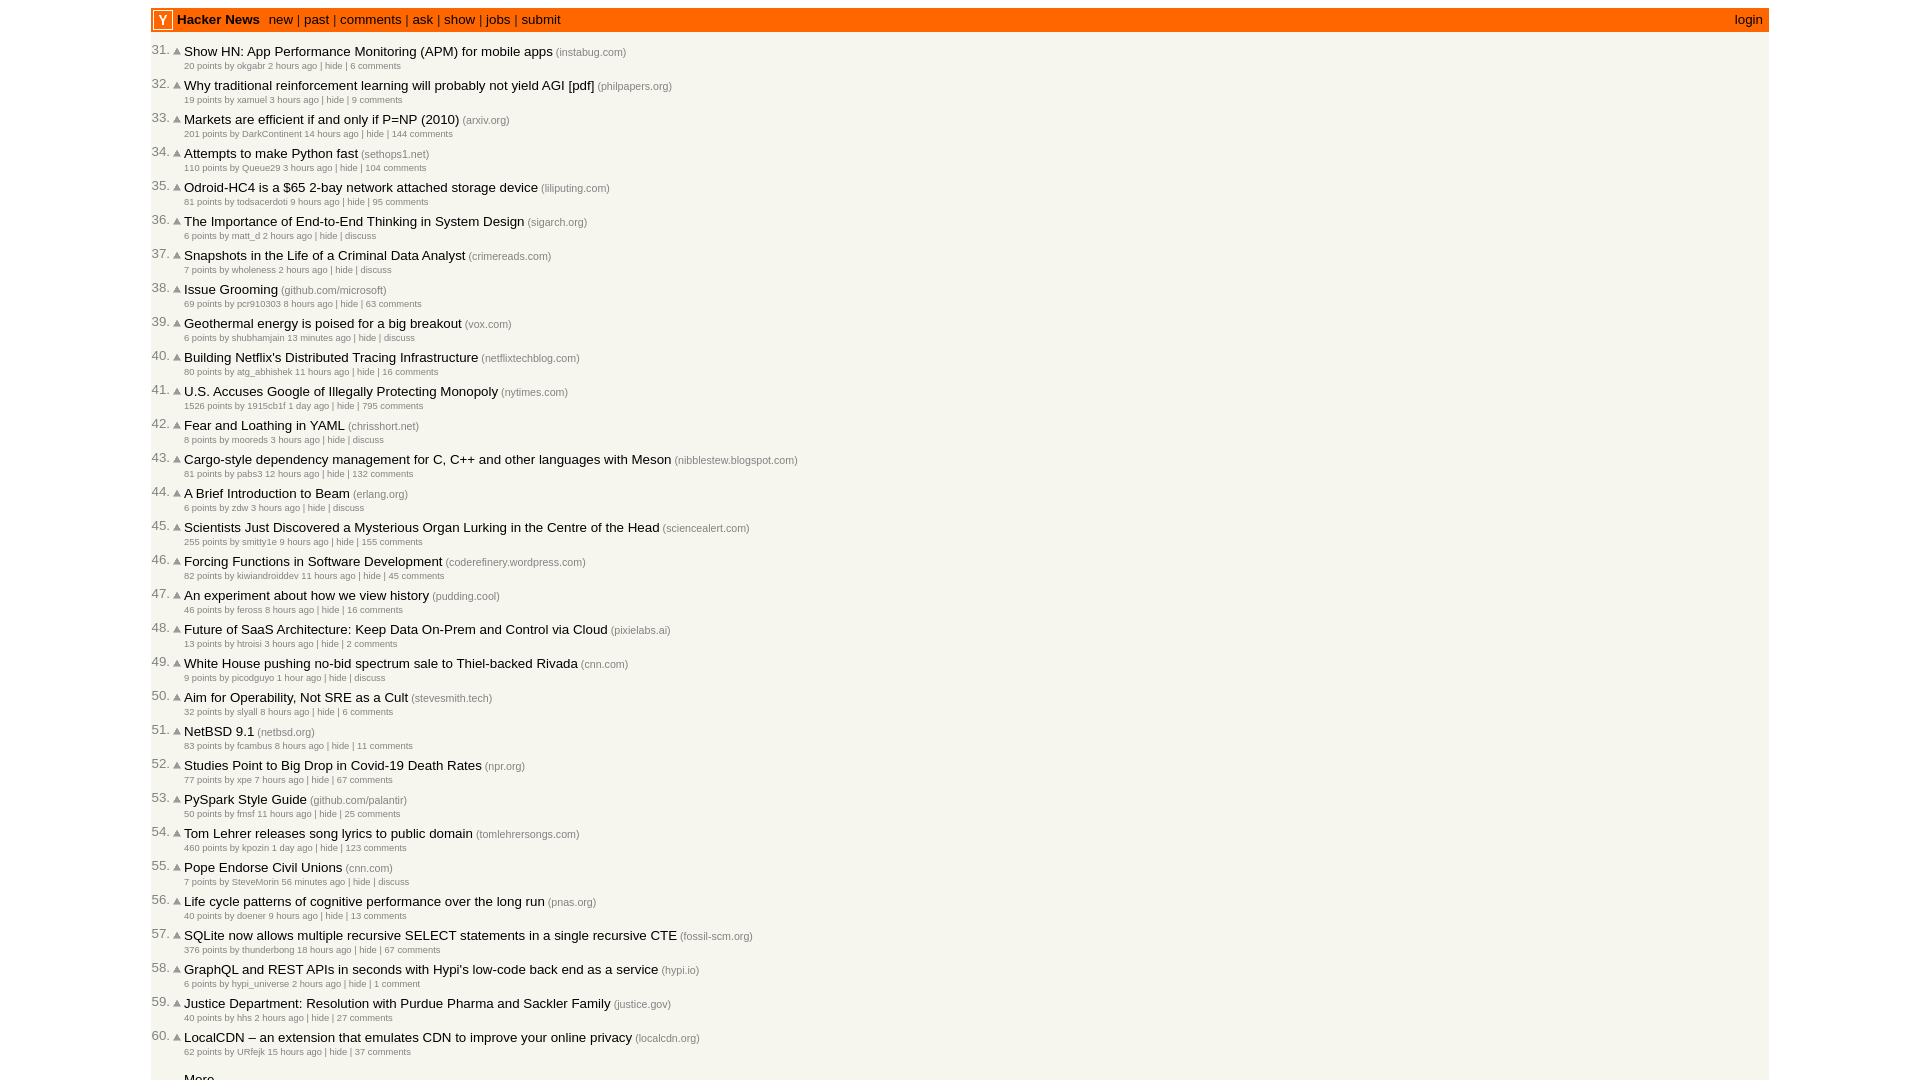 Y Hacker News new | past | comments | ask | show | jobs | submit login
31. Show HN: App Performance Monitoring (APM) for mobile apps (instabug.com)
20 points by okgabr 2 hours ago | hide | 6 comments
32. Why traditional reinforcement learning will probably not yield AGI [pdf] (philpapers.org)
19 points by xamuel 3 hours ago | hide | 9 comments
33. Markets are efficient if and only if P=NP (2010) (arxiv.org)
201 points by DarkContinent 14 hours ago | hide | 144 comments
34. Attempts to make Python fast (sethops1.net)
110 points by Queue29 3 hours ago | hide | 104 comments
35. Odroid-HC4 is a $65 2-bay network attached storage device (liliputing.com)
81 points by todsacerdoti 9 hours ago | hide | 95 comments
36. The Importance of End-to-End Thinking in System Design (sigarch.org)
6 points by matt_d 2 hours ago | hide | discuss
37. Snapshots in the Life of a Criminal Data Analyst (crimereads.com)
7 points by wholeness 2 hours ago | hide | discuss
38. Issue Grooming (github.com/microsoft)
69 points by pcr910303 8 hours ago | hide | 63 comments
39. Geothermal energy is poised for a big breakout (vox.com)
6 points by shubhamjain 13 minutes ago | hide | discuss
40. Building Netflix's Distributed Tracing Infrastructure (netflixtechblog.com)
80 points by atg_abhishek 11 hours ago | hide | 16 comments
41. U.S. Accuses Google of Illegally Protecting Monopoly (nytimes.com)
1526 points by 1915cb1f 1 day ago | hide | 795 comments
42. Fear and Loathing in YAML (chrisshort.net)
8 points by mooreds 3 hours ago | hide | discuss
43. Cargo-style dependency management for C, C++ and other languages with Meson (nibblestew.blogspot.com)
81 points by pabs3 12 hours ago | hide | 132 comments
44. A Brief Introduction to Beam (erlang.org)
6 points by zdw 3 hours ago | hide | discuss
45. Scientists Just Discovered a Mysterious Organ Lurking in the Centre of the Head (sciencealert.com)
255 points by smitty1e 9 hours ago | hide | 155 comments
46. Forcing Functions in Software Development (coderefinery.wordpress.com)
82 points by kiwiandroiddev 11 hours ago | hide | 45 comments
47. An experiment about how we view history (pudding.cool)
46 points by feross 8 hours ago | hide | 16 comments
48. Future of SaaS Architecture: Keep Data On-Prem and Control via Cloud (pixielabs.ai)
13 points by htroisi 3 hours ago | hide | 2 comments
49. White House pushing no-bid spectrum sale to Thiel-backed Rivada (cnn.com)
9 points by picodguyo 1 hour ago | hide | discuss
50. Aim for Operability, Not SRE as a Cult (stevesmith.tech)
32 points by slyall 8 hours ago | hide | 6 comments
51. NetBSD 9.1 (netbsd.org)
83 points by fcambus 8 hours ago | hide | 11 comments
52. Studies Point to Big Drop in Covid-19 Death Rates (npr.org)
77 points by xpe 7 hours ago | hide | 67 comments
53. PySpark Style Guide (github.com/palantir)
50 points by fmsf 11 hours ago | hide | 25 comments
54. Tom Lehrer releases song lyrics to public domain (tomlehrersongs.com)
460 points by kpozin 1 day ago | hide | 123 comments
55. Pope Endorse Civil Unions (cnn.com)
7 points by SteveMorin 56 minutes ago | hide | discuss
56. Life cycle patterns of cognitive performance over the long run (pnas.org)
40 points by doener 9 hours ago | hide | 13 comments
57. SQLite now allows multiple recursive SELECT statements in a single recursive CTE (fossil-scm.org)
376 points by thunderbong 18 hours ago | hide | 67 comments
58. GraphQL and REST APIs in seconds with Hypi's low-code back end as a service (hypi.io)
6 points by hypi_universe 2 hours ago | hide | 1 comment
59. Justice Department: Resolution with Purdue Pharma and Sackler Family (justice.gov)
40 points by hhs 2 hours ago | hide | 27 comments
60. LocalCDN – an extension that emulates CDN to improve your online privacy (localcdn.org)
62 points by URfejk 15 hours ago | hide | 37 comments
More